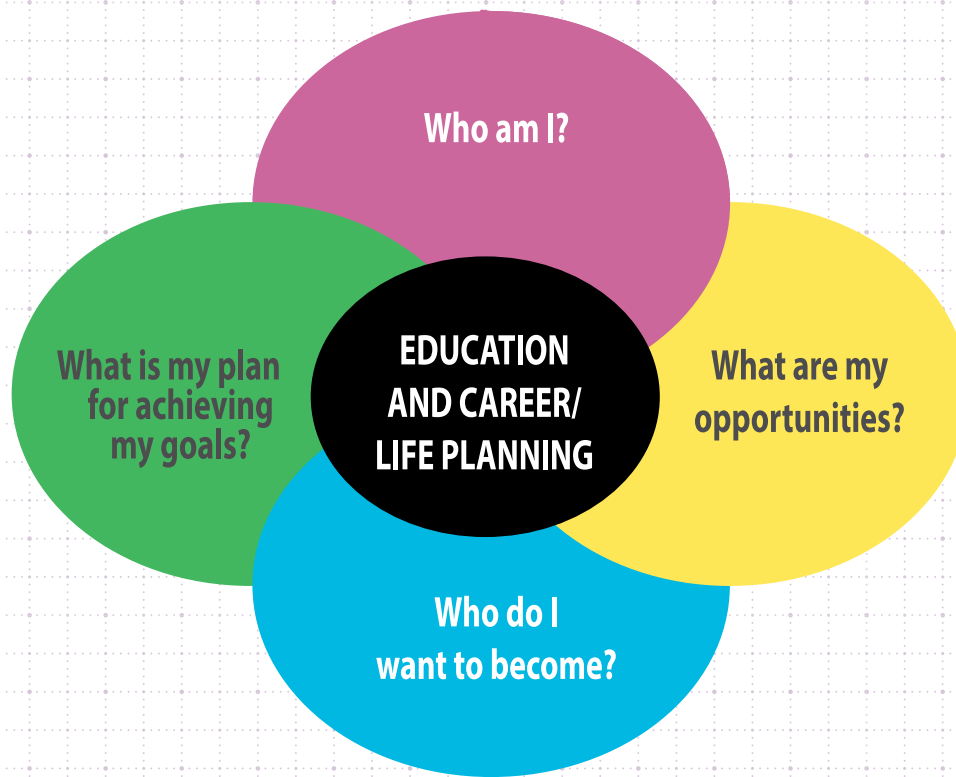 Who am I?
EDUCATION
AND CAREER/
LIFE PLANNING
What is my plan
for achieving
my goals?
What are my
opportunities?
Who do I
want to become?